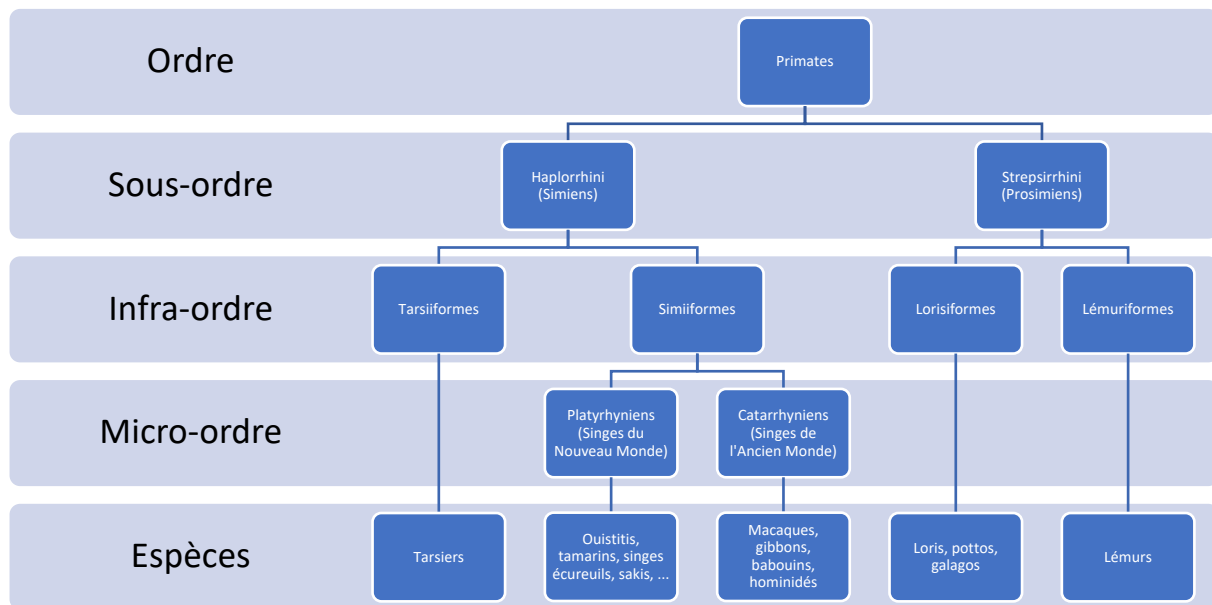 Ordre
Primates
Sous-ordre
Haplorrhini
(Simiens)
Strepsirrhini
(Prosimiens)
Infra-ordre
Tarsiiformes
Simiiformes
Lorisiformes
Lémuriformes
Micro-ordre
Platyrhyniens
(Singes du
Nouveau Monde)
Catarrhyniens
(Singes de
l'Ancien Monde)
Espèces
Tarsiers
Ouistitis,
tamarins, singes
écureuils, sakis, ...
Macaques,
gibbons,
babouins,
hominidés
Loris, pottos,
galagos
Lémurs